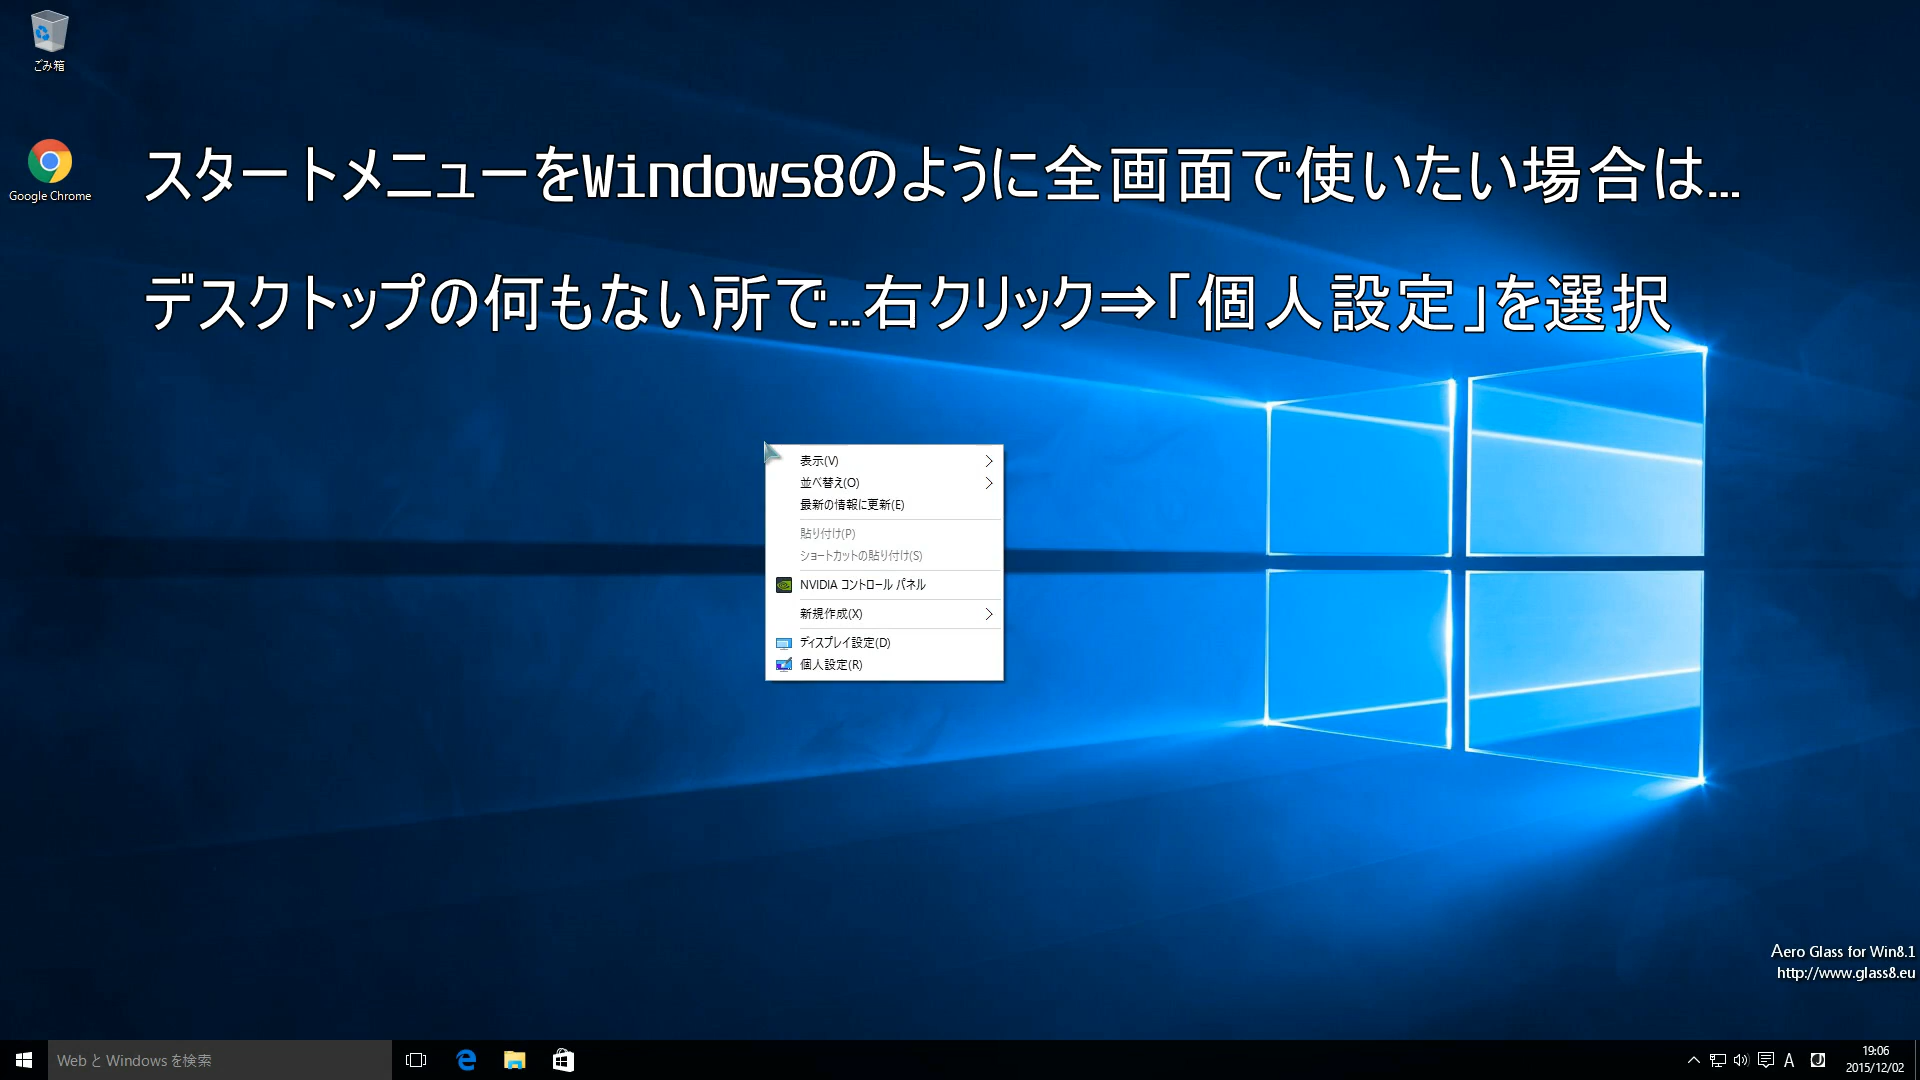 ごみ箱
Google Chrome
スタートメニューをWindows8のように全画面で使いたい場合は...
デスクトップの何もない所で...右クリック⇒「個人設定」を選択
表示(V)
並べ替え(O)
最新の情報に更新(E)
貼り付け(P)
ショートカットの貼り付け(S)
NVIDIA コントロール パネル
新規作成(X)
ディスプレイ設定(D)
個人設定(R)
Aero Glass for Win8.1
http://www.glass8.eu
Web と Windows を検索
A
19:06
2015/12/02